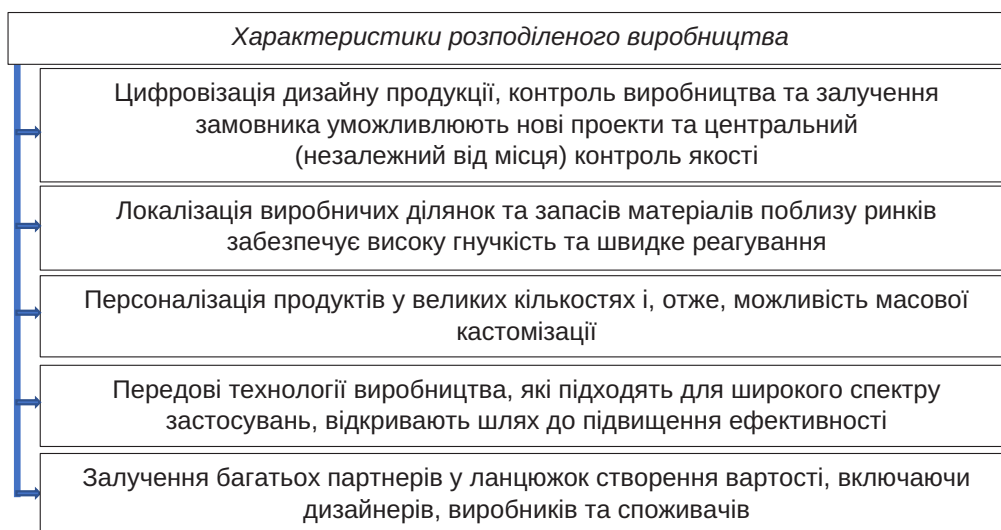 Характеристики розподіленого виробництва
Цифровізація дизайну продукції, контроль виробництва та залучення
замовника уможливлюють нові проекти та центральний
(незалежний від місця) контроль якості
Локалізація виробничих ділянок та запасів матеріалів поблизу ринків
забезпечує високу гнучкість та швидке реагування
Персоналізація продуктів у великих кількостях і, отже, можливість масової
кастомізації
Передові технології виробництва, які підходять для широкого спектру
застосувань, відкривають шлях до підвищення ефективності
Залучення багатьох партнерів у ланцюжок створення вартості, включаючи
дизайнерів, виробників та споживачів